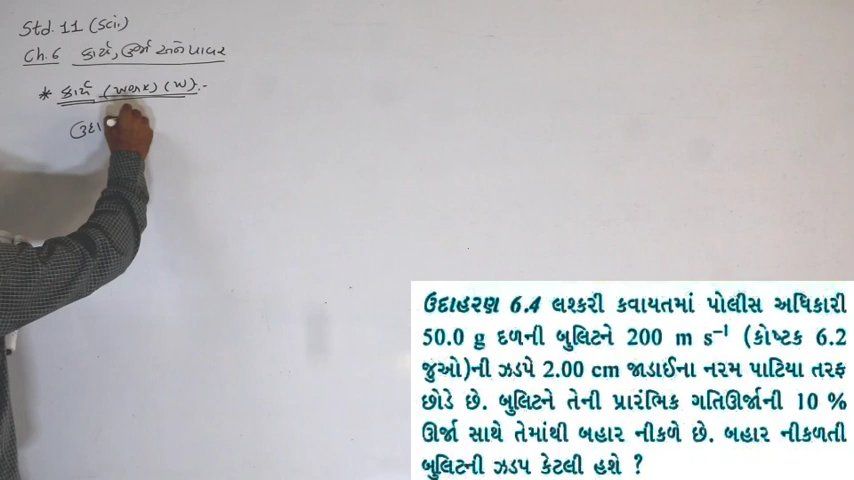 Std. 11 (Sci.)
Ch. 6 કાર્ય, ઉર્જા અને પાવર
* કાર્ય (work) (W) :-
ઉદા
ઉદાહરણ 6.4 લશ્કરી કવાયતમાં પોલીસ અધિકારી
50.0 g દળની બુલિટને 200 m s⁻¹ (કોષ્ટક 6.2
જુઓ)ની ઝડપે 2.00 cm જાડાઈના નરમ પાટિયા તરફ
છોડે છે. બુલિટને તેની પ્રારંભિક ગતિઊર્જાની 10 %
ઊર્જા સાથે તેમાંથી બહાર નીકળે છે. બહાર નીકળતી
બુલિટની ઝડપ કેટલી હશે ?